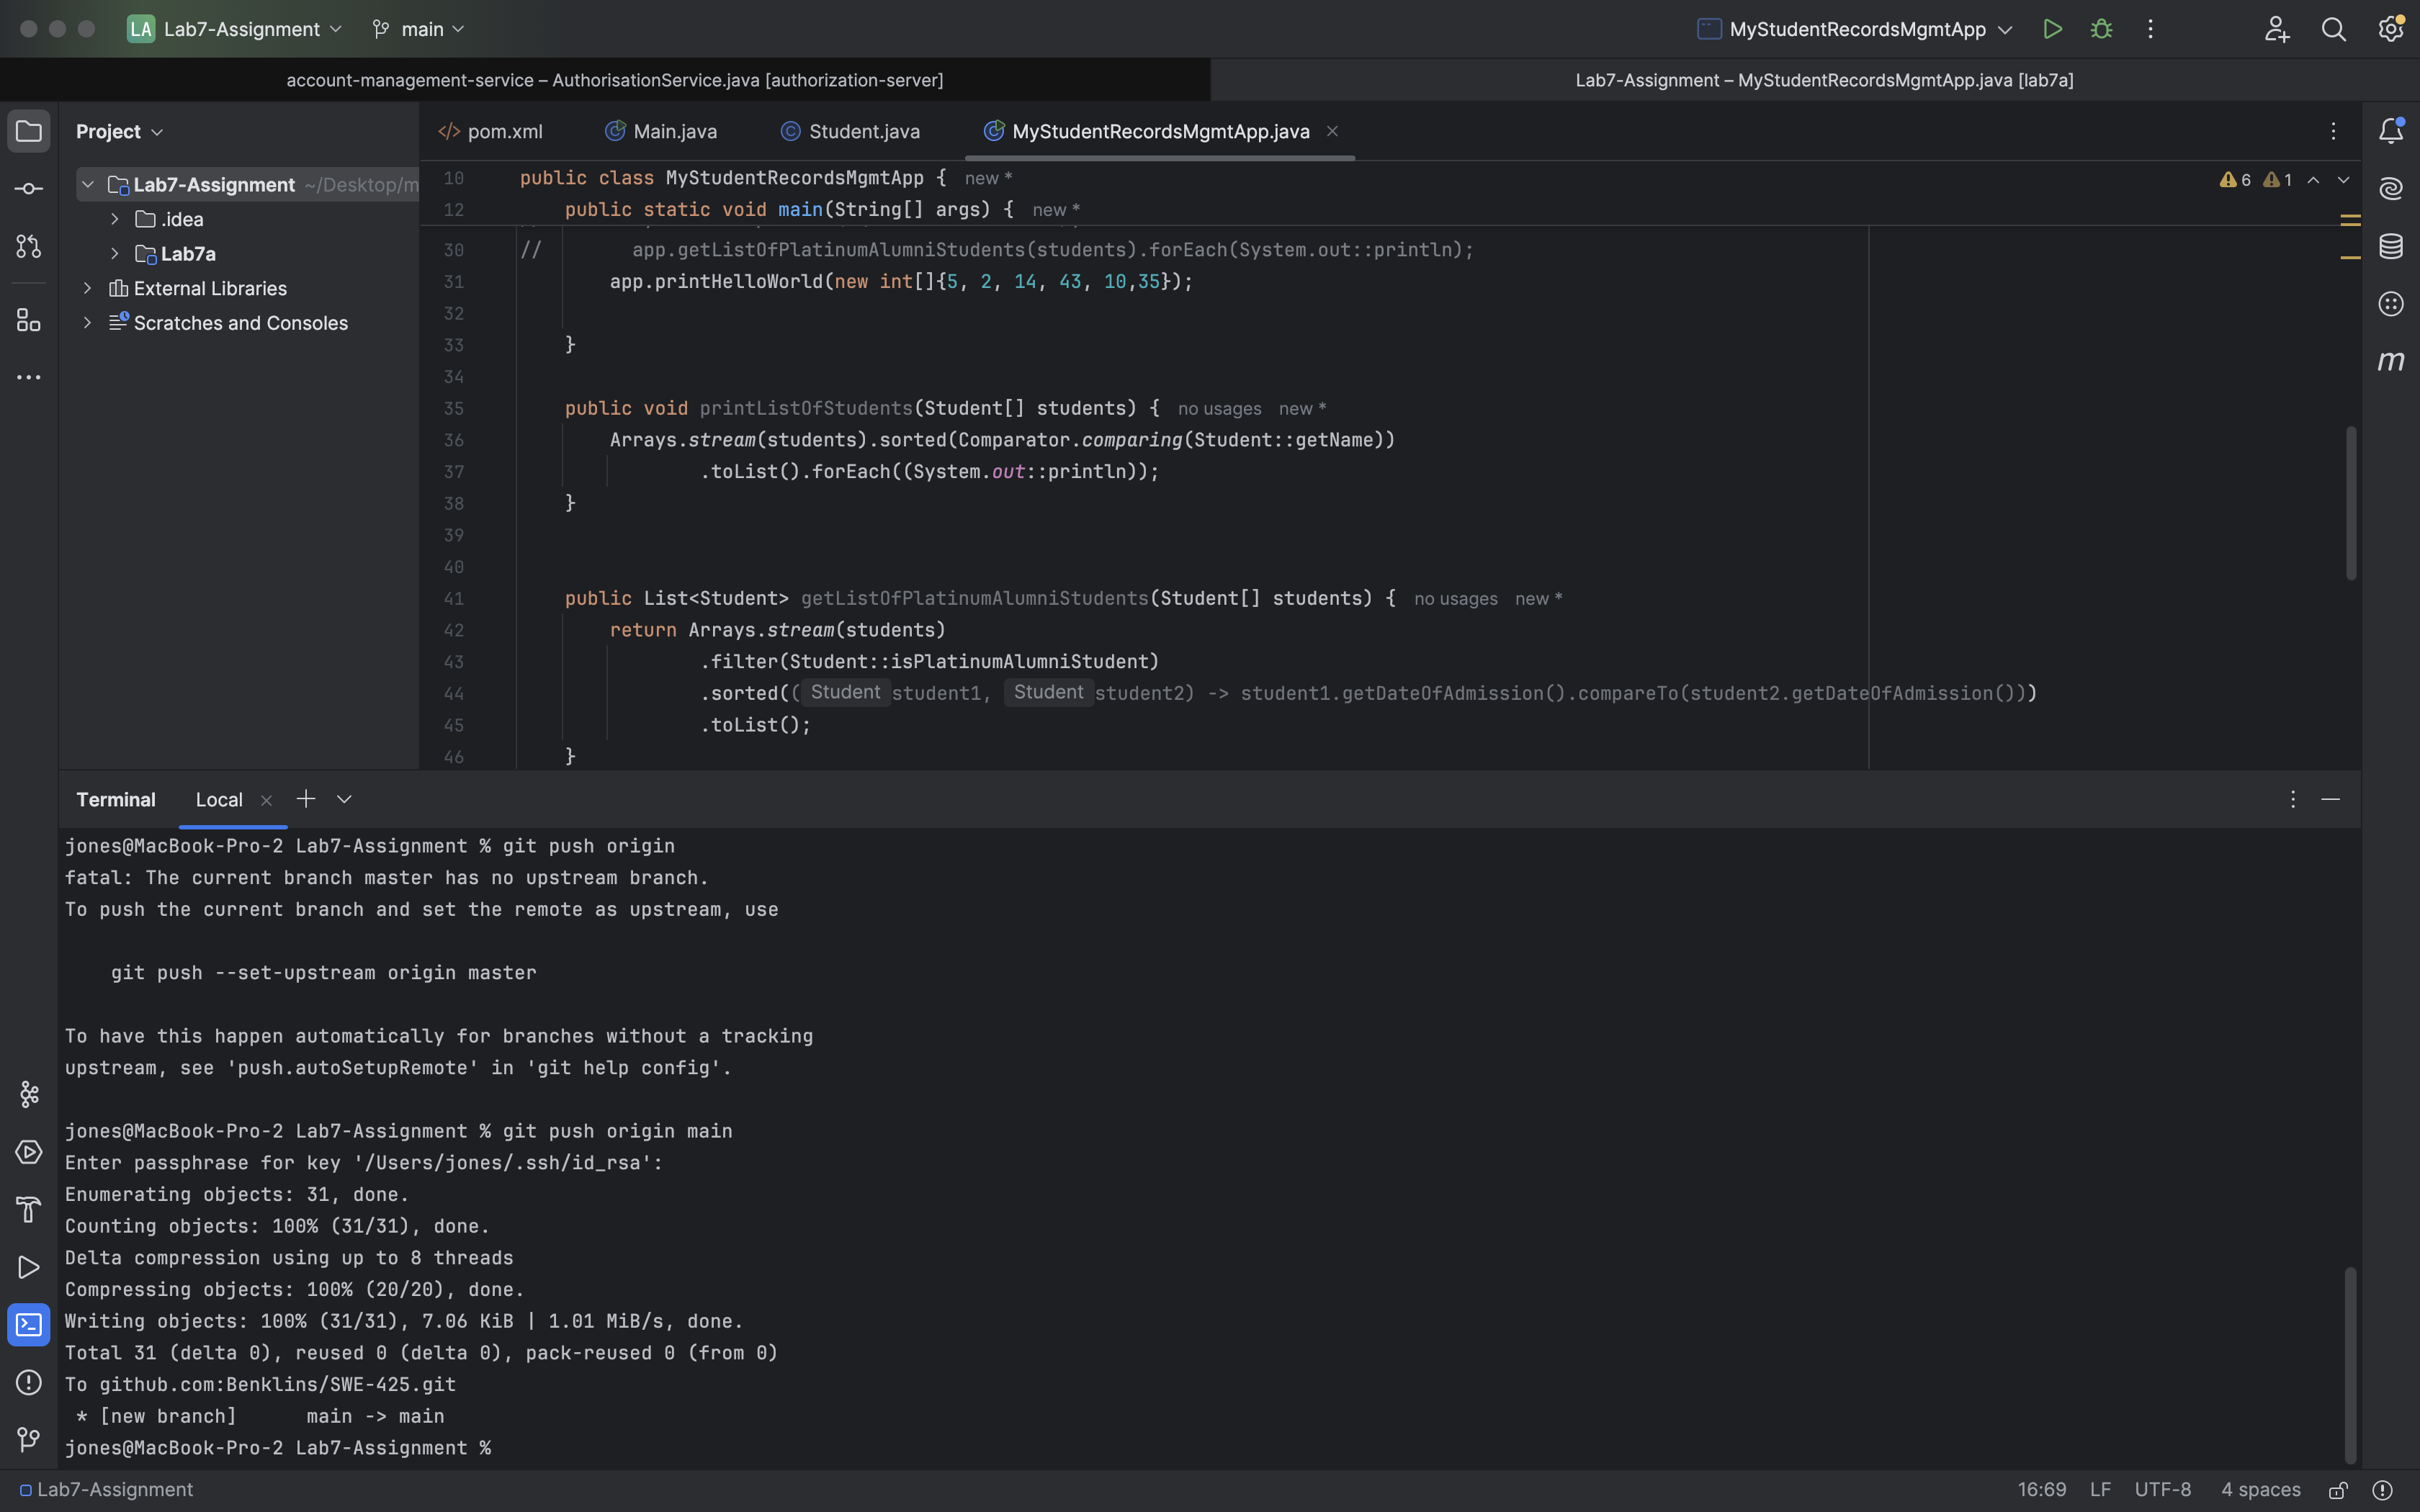 LA Lab7-Assignment main MyStudentRecordsMgmtApp
account-management-service – AuthorisationService.java [authorization-server] Lab7-Assignment – MyStudentRecordsMgmtApp.java [lab7a]
Project
Lab7-Assignment ~/Desktop/m
.idea
Lab7a
External Libraries
Scratches and Consoles
pom.xml Main.java Student.java MyStudentRecordsMgmtApp.java
6 1
10 public class MyStudentRecordsMgmtApp { new *
12 public static void main(String[] args) { new *
30 // app.getListOfPlatinumAlumniStudents(students).forEach(System.out::println);
31 app.printHelloWorld(new int[]{5, 2, 14, 43, 10,35});
32
33 }
34
35 public void printListOfStudents(Student[] students) { no usages new *
36 Arrays.stream(students).sorted(Comparator.comparing(Student::getName))
37 .toList().forEach((System.out::println));
38 }
39
40
41 public List<Student> getListOfPlatinumAlumniStudents(Student[] students) { no usages new *
42 return Arrays.stream(students)
43 .filter(Student::isPlatinumAlumniStudent)
44 .sorted(( Student student1, Student student2) -> student1.getDateOfAdmission().compareTo(student2.getDateOfAdmission()))
45 .toList();
46 }
m
Terminal Local
jones@MacBook-Pro-2 Lab7-Assignment % git push origin
fatal: The current branch master has no upstream branch.
To push the current branch and set the remote as upstream, use
git push --set-upstream origin master
To have this happen automatically for branches without a tracking
upstream, see 'push.autoSetupRemote' in 'git help config'.
jones@MacBook-Pro-2 Lab7-Assignment % git push origin main
Enter passphrase for key '/Users/jones/.ssh/id_rsa':
Enumerating objects: 31, done.
Counting objects: 100% (31/31), done.
Delta compression using up to 8 threads
Compressing objects: 100% (20/20), done.
Writing objects: 100% (31/31), 7.06 KiB | 1.01 MiB/s, done.
Total 31 (delta 0), reused 0 (delta 0), pack-reused 0 (from 0)
To github.com:Benklins/SWE-425.git
* [new branch] main -> main
jones@MacBook-Pro-2 Lab7-Assignment %
Lab7-Assignment 16:69 LF UTF-8 4 spaces